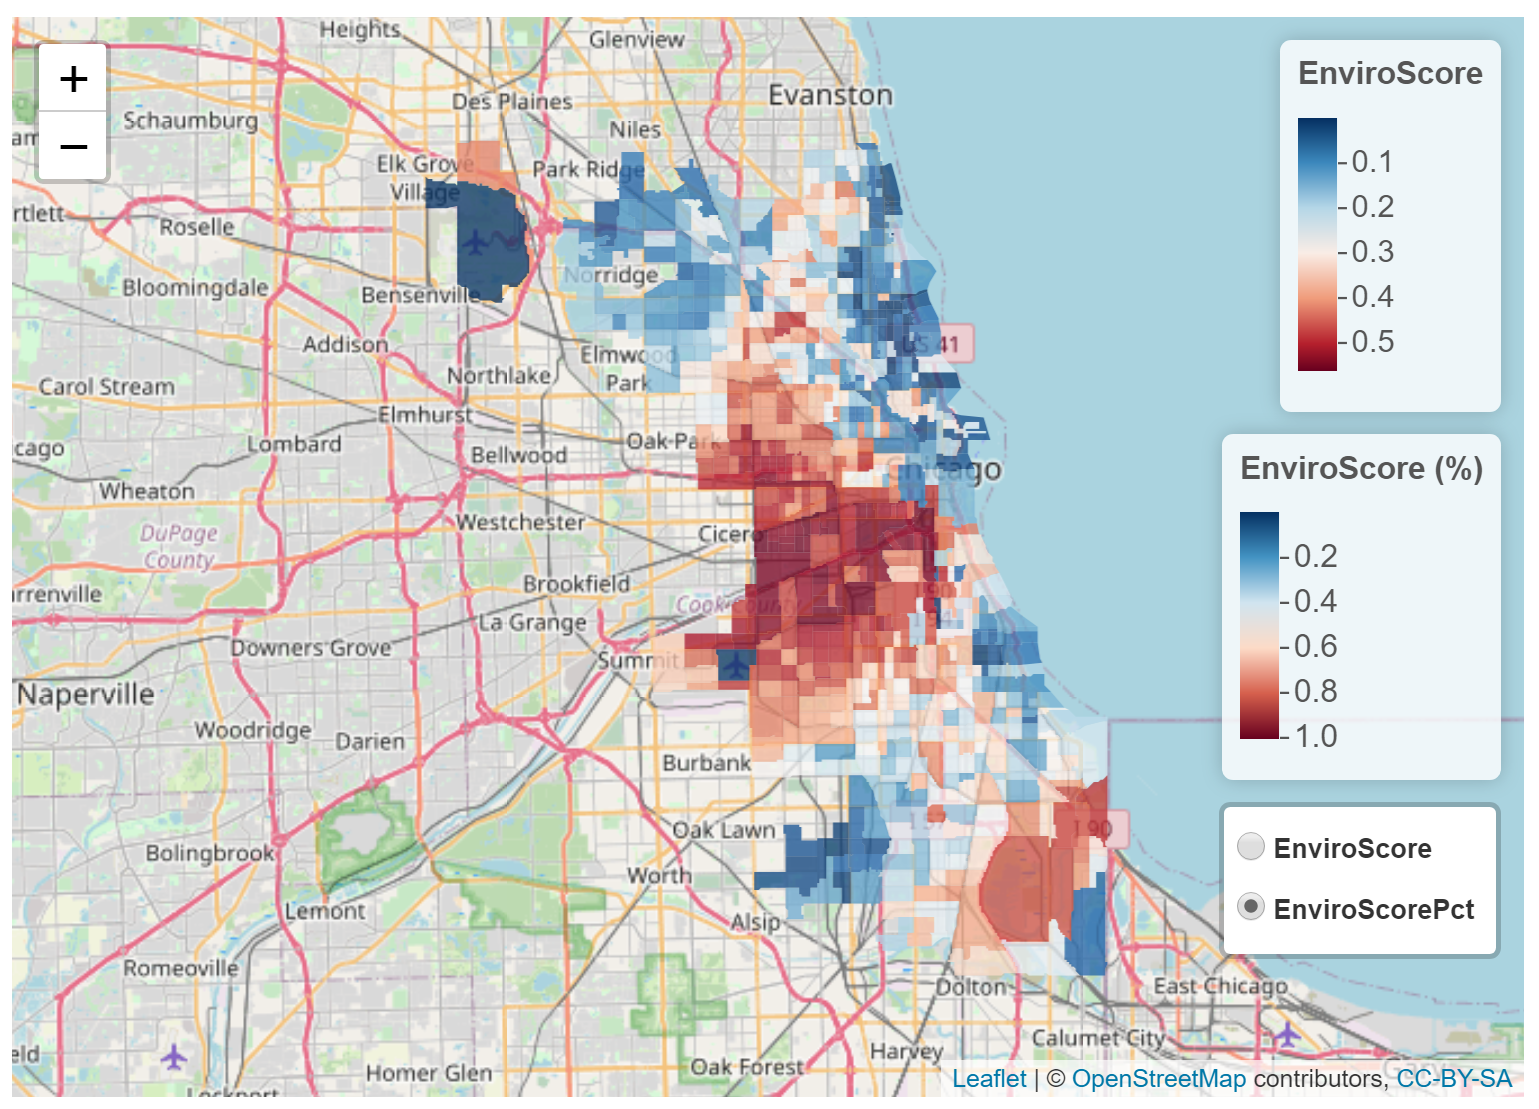 Heights
Glenview
+
Des Plaines
Evanston
Schaumburg
Niles
Elk Grove
Village
Park Ridge
rtlett
Roselle
Bloomingdale
Bensenville
Norridge
Addison
Elmwood
Park
US 41
Northlake
Carol Stream
Elmhurst
cago
Lombard
Bellwood
Oak Park
Chicago
Wheaton
Westchester
Cicero
DuPage
County
Brookfield
Cook County
I 90
arrenville
La Grange
Downers Grove
Summit
Naperville
Woodridge
Darien
Burbank
Oak Lawn
I 57
I 90
Bolingbrook
Worth
Lemont
Alsip
Romeoville
Dolton
East Chicago
Calumet City
eld
Harvey
Homer Glen
Oak Forest
Gary
Lockport
EnviroScore
0.1
0.2
0.3
0.4
0.5
EnviroScore (%)
0.2
0.4
0.6
0.8
1.0
EnviroScore
EnviroScorePct
Leaflet | © OpenStreetMap contributors, CC-BY-SA